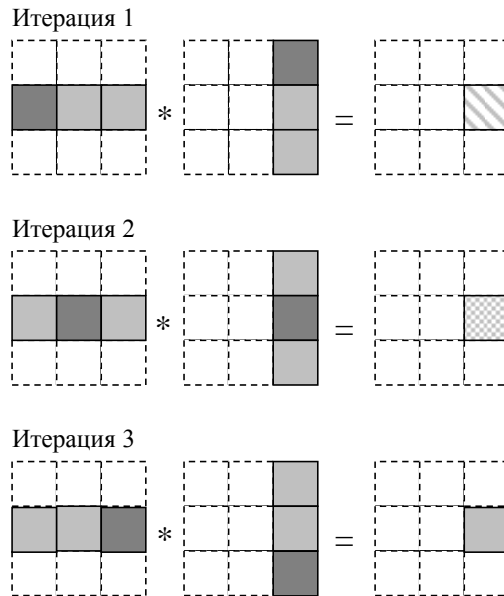 Итерация 1
* =
Итерация 2
* =
Итерация 3
* =